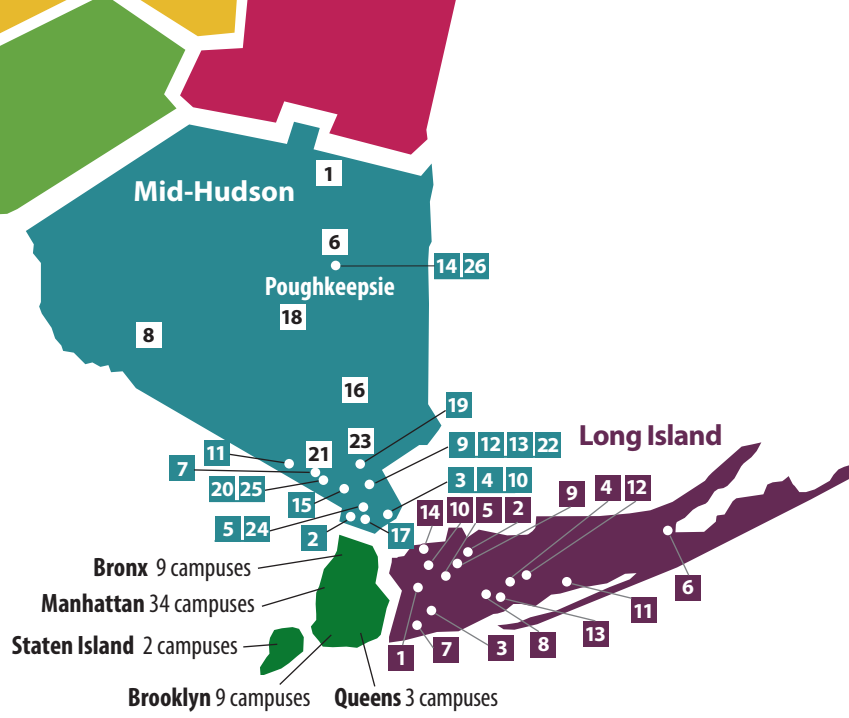 1
Mid-Hudson
6
14 26
Poughkeepsie
18
8
16
19
23
9 12 13 22
Long Island
11
21
7
3 4 10
20 25
9
4 12
15
14
10
5
2
5 24
2
17
Bronx 9 campuses
6
Manhattan 34 campuses
11
13
Staten Island 2 campuses
1
7
3
8
Brooklyn 9 campuses
Queens 3 campuses